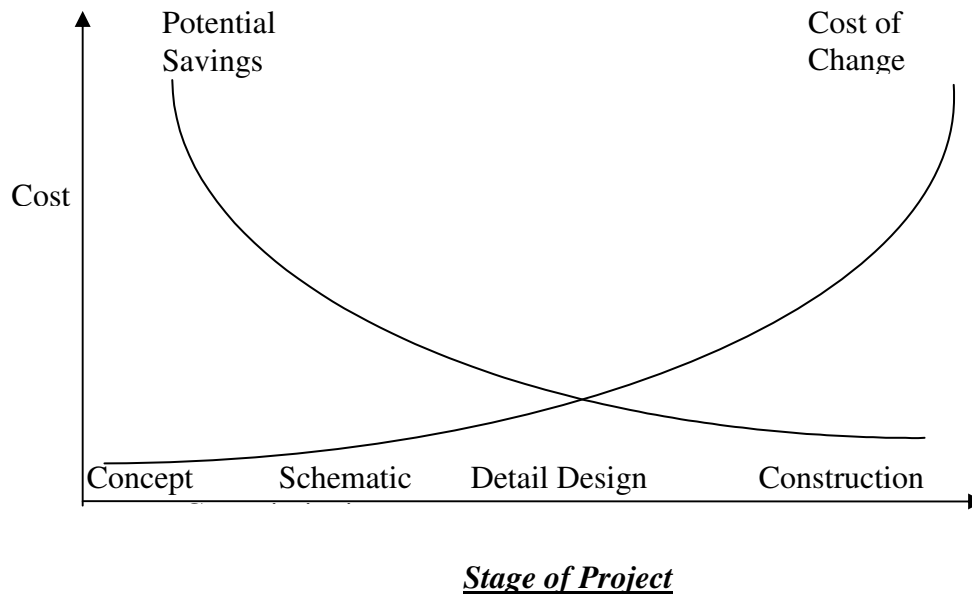 Potential
Savings
Cost of
Change
Cost
Concept Schematic Detail Design Construction
Stage of Project